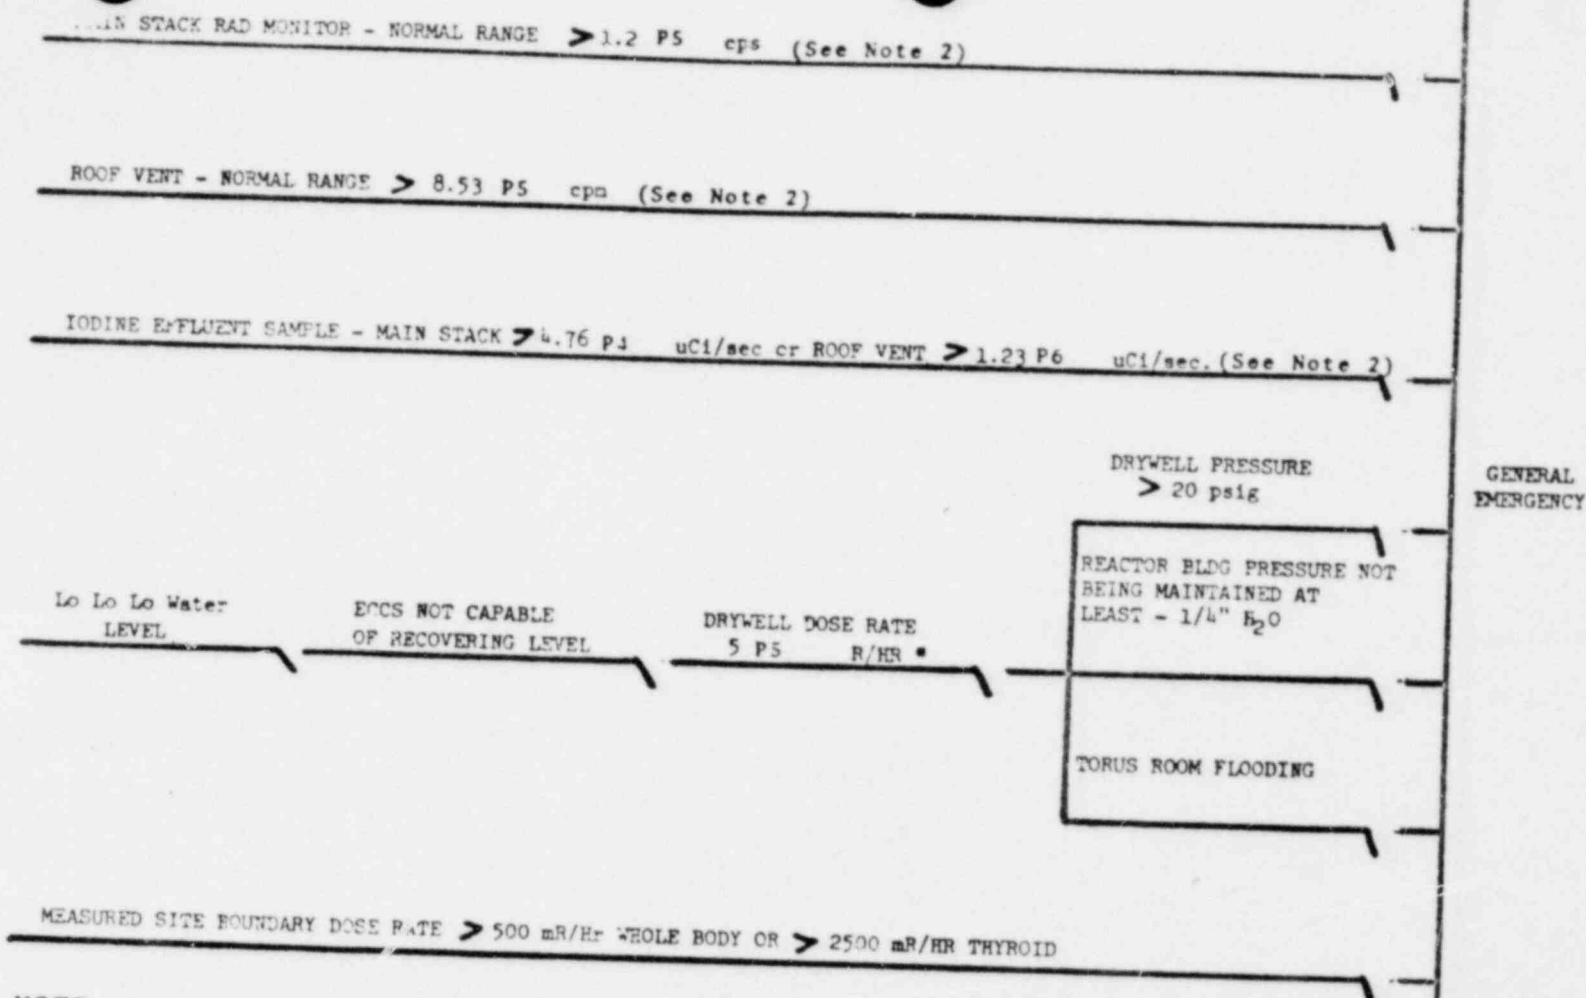 STACK RAD MONITOR - NORMAL RANGE > 1.2 P5 cps (See Note 2)
ROOF VENT - NORMAL RANGE > 8.53 P5 cpm (See Note 2)
IODINE EFFLUENT SAMPLE - MAIN STACK > 4.76 P4 uCi/sec or ROOF VENT > 1.23 P6 uCi/sec. (See Note 2)
DRYWELL PRESSURE
> 20 psig
GENERAL
EMERGENCY
REACTOR BLDG PRESSURE NOT
BEING MAINTAINED AT
LEAST - 1/4" H₂O
Lo Lo Lo Water
LEVEL
ECCS NOT CAPABLE
OF RECOVERING LEVEL
DRYWELL DOSE RATE
5 P5 R/HR *
TORUS ROOM FLOODING
MEASURED SITE BOUNDARY DOSE RATE > 500 mR/Hr WHOLE BODY OR > 2500 mR/HR THYROID